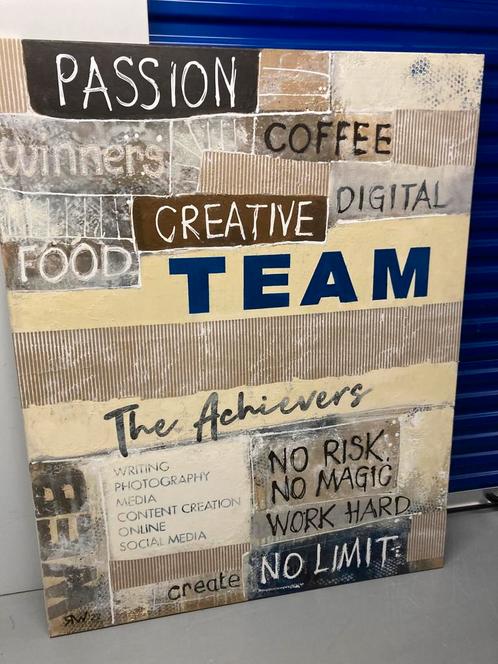 PASSION
winners
COFFEE
DIGITAL
CREATIVE
FOOD
TEAM
The Achievers
WRITING
PHOTOGRAPHY
MEDIA
CONTENT CREATION
ONLINE
SOCIAL MEDIA
WEB
NO RISK.
NO MAGIC
WORK HARD
NO LIMIT
create